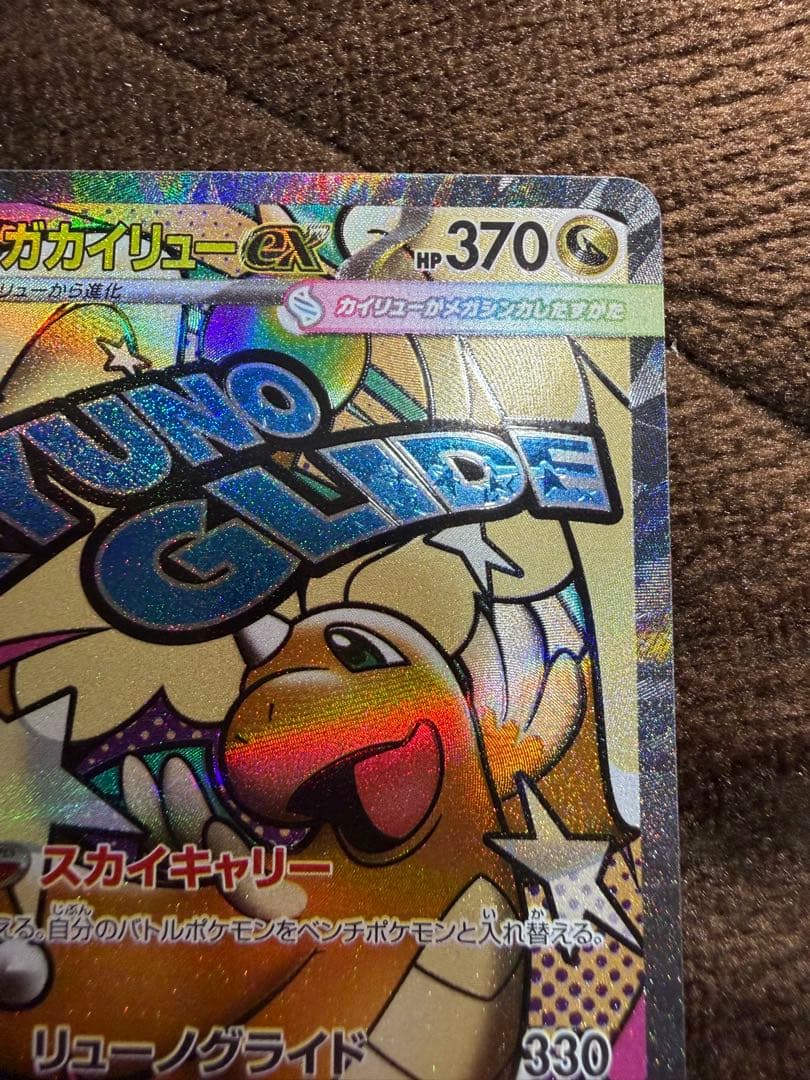 ガカイリューex HP370
リューから進化
カイリューがメガシンカしたすがた
YUNO
GLIDE
スカイキャリー
える。自分のバトルポケモンをベンチポケモンと入れ替える。
リューノグライド 330